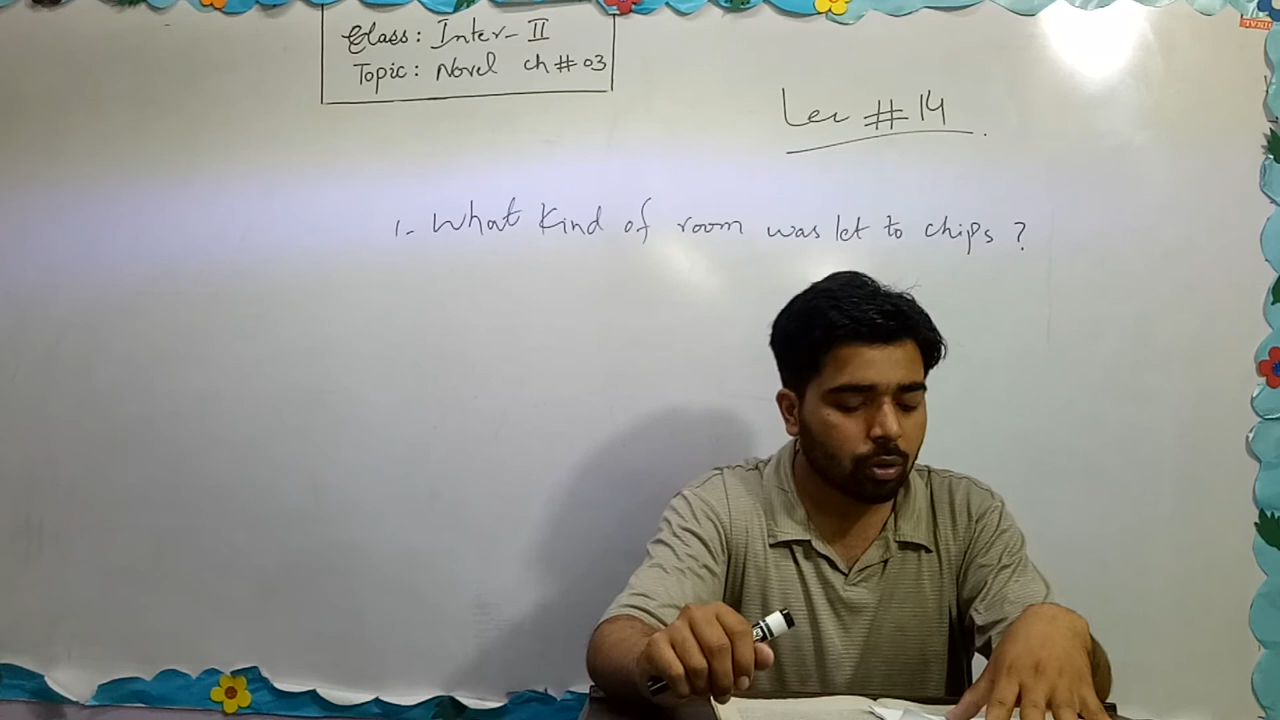 Class: Inter-II
Topic: Novel ch # 03
Lec # 14
1- What kind of room was let to chips ?